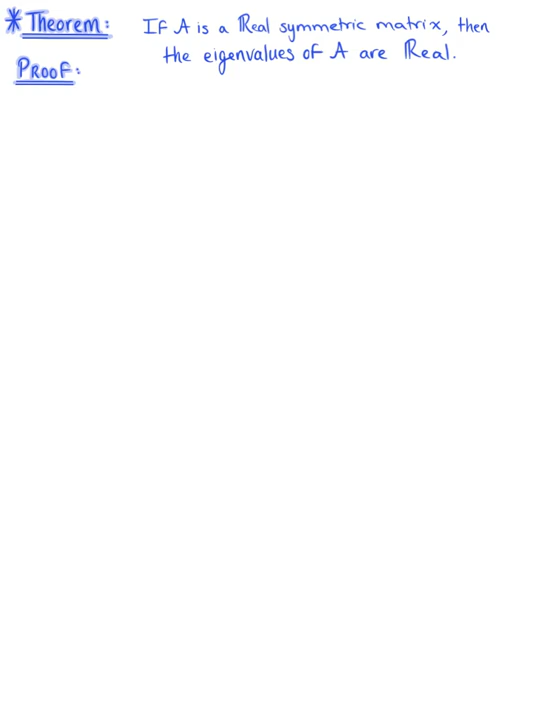 * Theorem: If A is a Real symmetric matrix, then
the eigenvalues of A are Real.
Proof: